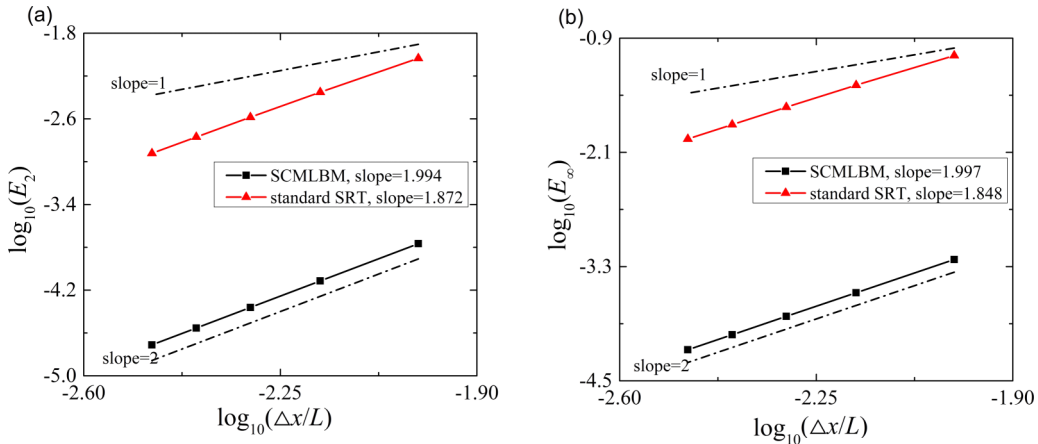 (a)
-1.8
-2.6
-3.4
-4.2
-5.0
log₁₀(E₂)
slope=1
SCMLBM, slope=1.994
standard SRT, slope=1.872
slope=2
-2.60
-2.25
-1.90
log₁₀(△x/L)
(b)
-0.9
-2.1
-3.3
-4.5
log₁₀(E∞)
slope=1
SCMLBM, slope=1.997
standard SRT, slope=1.848
slope=2
-2.60
-2.25
-1.90
log₁₀(△x/L)